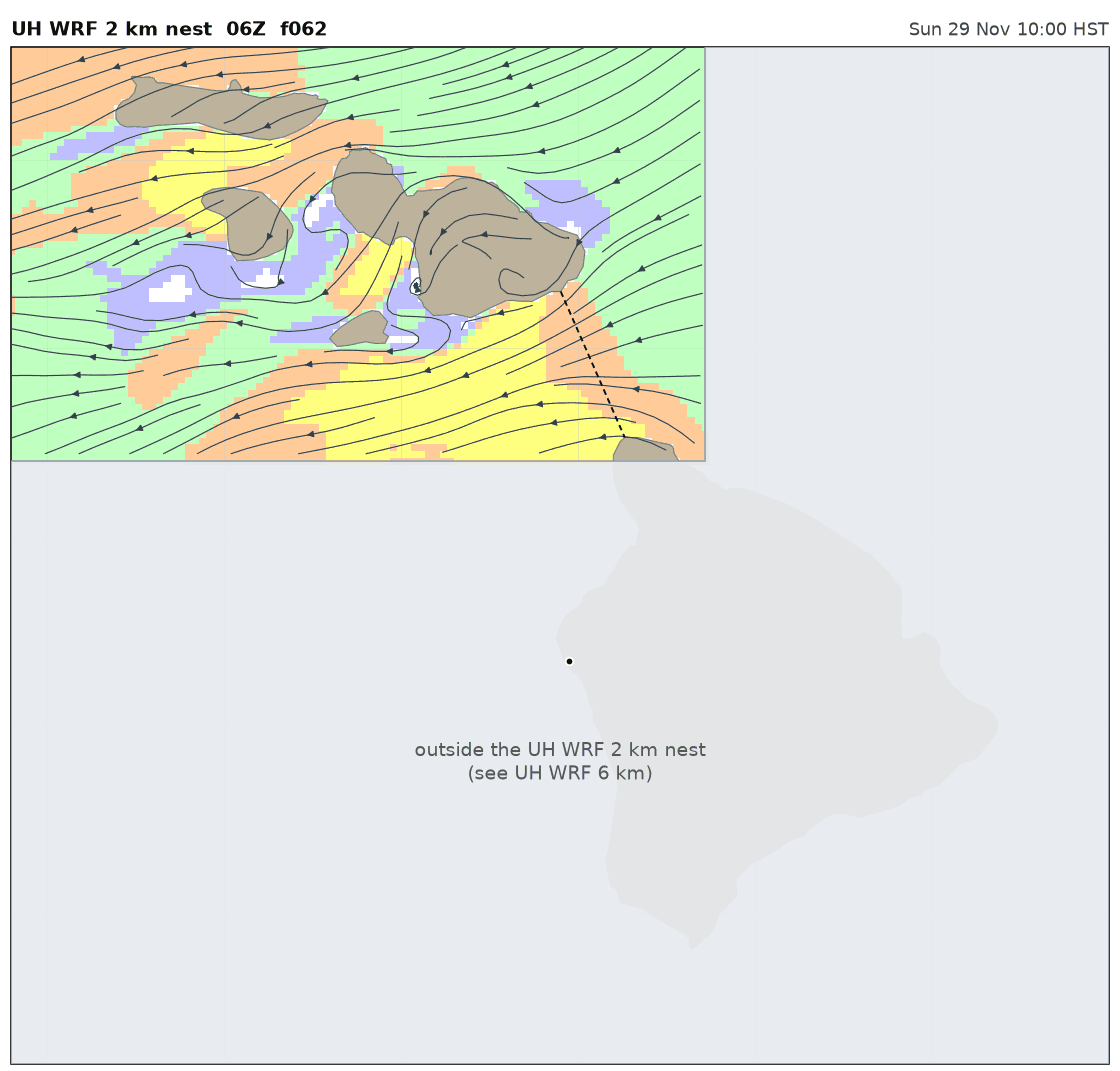 UH WRF 2 km nest  06Z  f062
Sun 29 Nov 10:00 HST
outside the UH WRF 2 km nest
(see UH WRF 6 km)